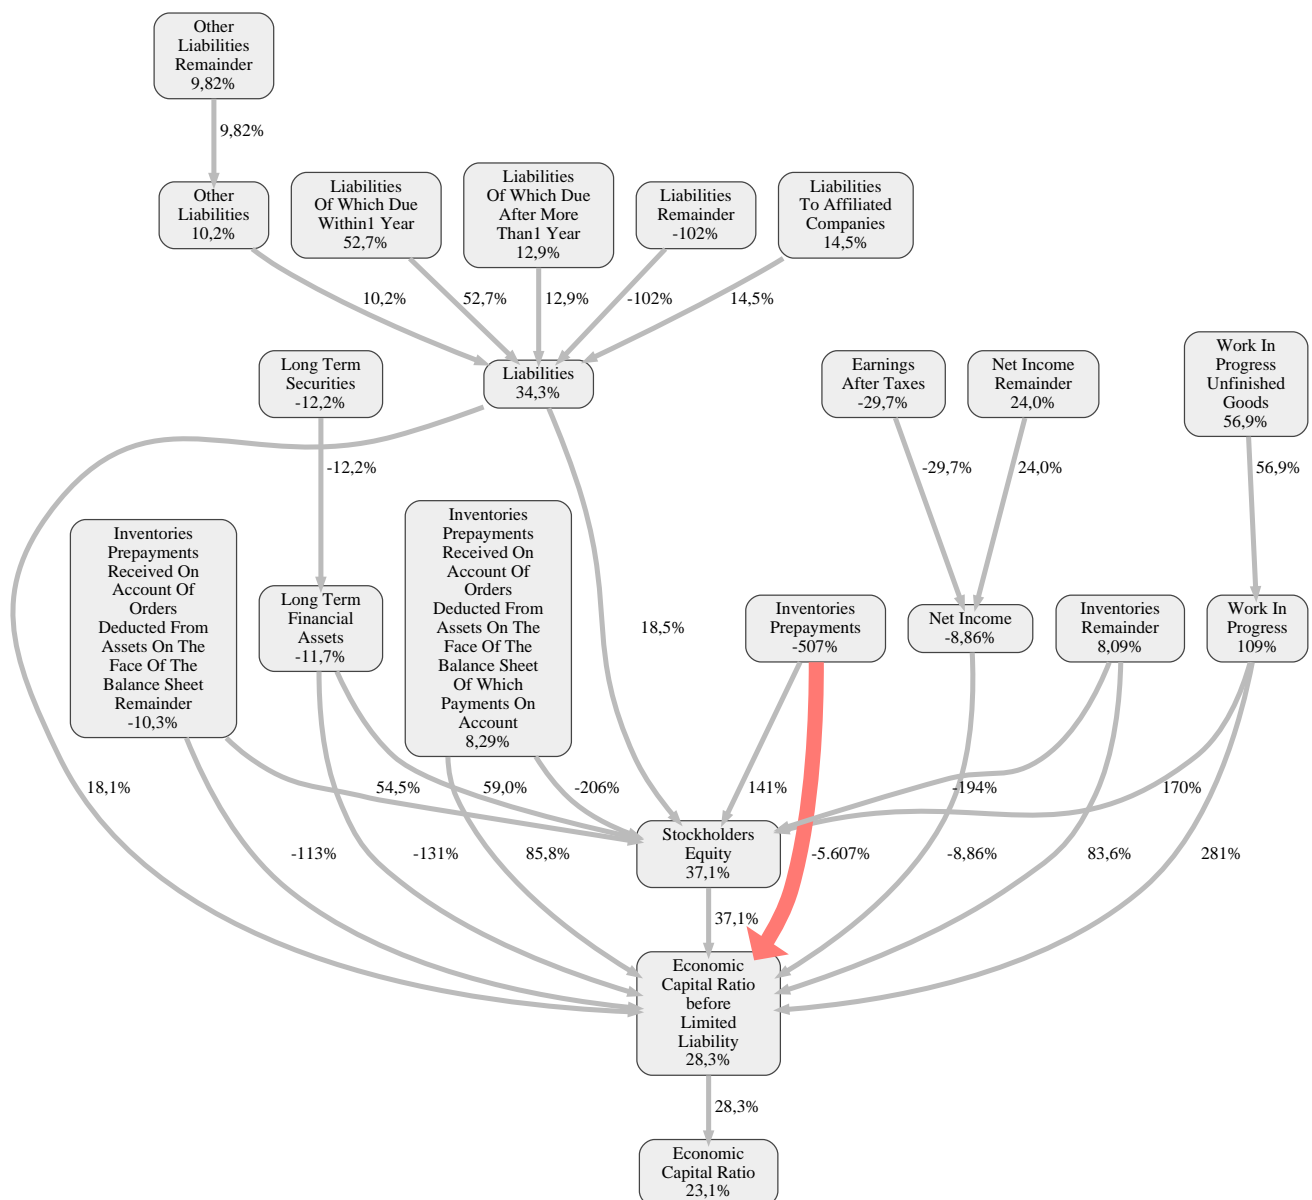 Other
Liabilities
Remainder
9,82%
9,82%
Other
Liabilities
10,2%
Liabilities
Of Which Due
Within1 Year
52,7%
Liabilities
Of Which Due
After More
Than1 Year
12,9%
Liabilities
Remainder
-102%
Liabilities
To Affiliated
Companies
14,5%
10,2%
52,7%
12,9%
-102%
14,5%
Long Term
Securities
-12,2%
Liabilities
34,3%
Earnings
After Taxes
-29,7%
Net Income
Remainder
24,0%
Work In
Progress
Unfinished
Goods
56,9%
-12,2%
-29,7%
24,0%
56,9%
Inventories
Prepayments
Received On
Account Of
Orders
Deducted From
Assets On The
Face Of The
Balance Sheet
Remainder
-10,3%
Long Term
Financial
Assets
-11,7%
Inventories
Prepayments
Received On
Account Of
Orders
Deducted From
Assets On The
Face Of The
Balance Sheet
Of Which
Payments On
Account
8,29%
18,5%
Inventories
Prepayments
-507%
Net Income
-8,86%
Inventories
Remainder
8,09%
Work In
Progress
109%
18,1%
54,5%
59,0%
-206%
141%
-194%
170%
-113%
-131%
85,8%
Stockholders
Equity
37,1%
-5.607%
-8,86%
83,6%
281%
37,1%
Economic
Capital Ratio
before
Limited
Liability
28,3%
28,3%
Economic
Capital Ratio
23,1%